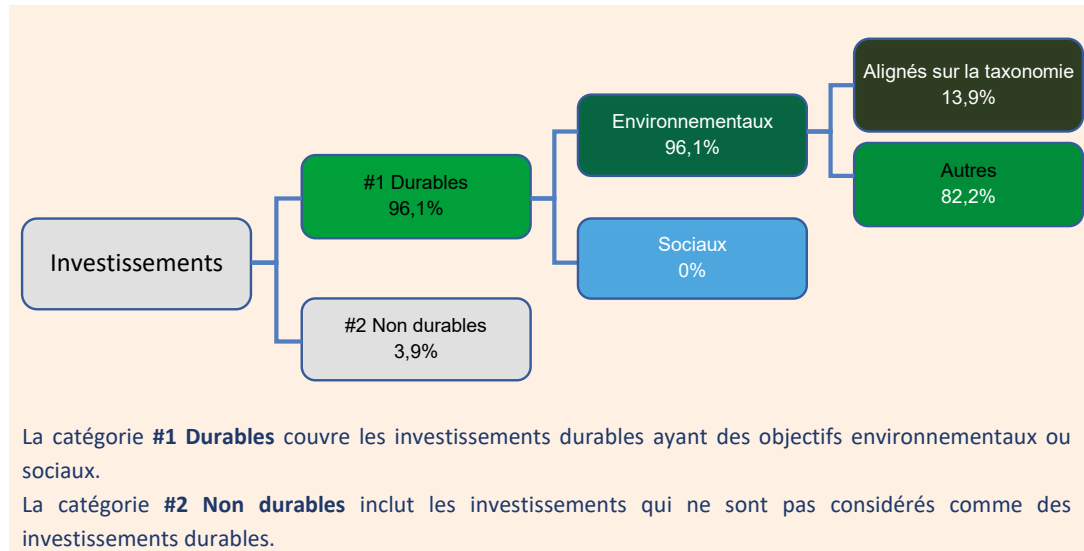 Alignés sur la taxonomie
13,9%
Environnementaux
96,1%
Autres
82,2%
#1 Durables
96,1%
Sociaux
0%
Investissements
#2 Non durables
3,9%
La catégorie #1 Durables couvre les investissements durables ayant des objectifs environnementaux ou
sociaux.
La catégorie #2 Non durables inclut les investissements qui ne sont pas considérés comme des
investissements durables.